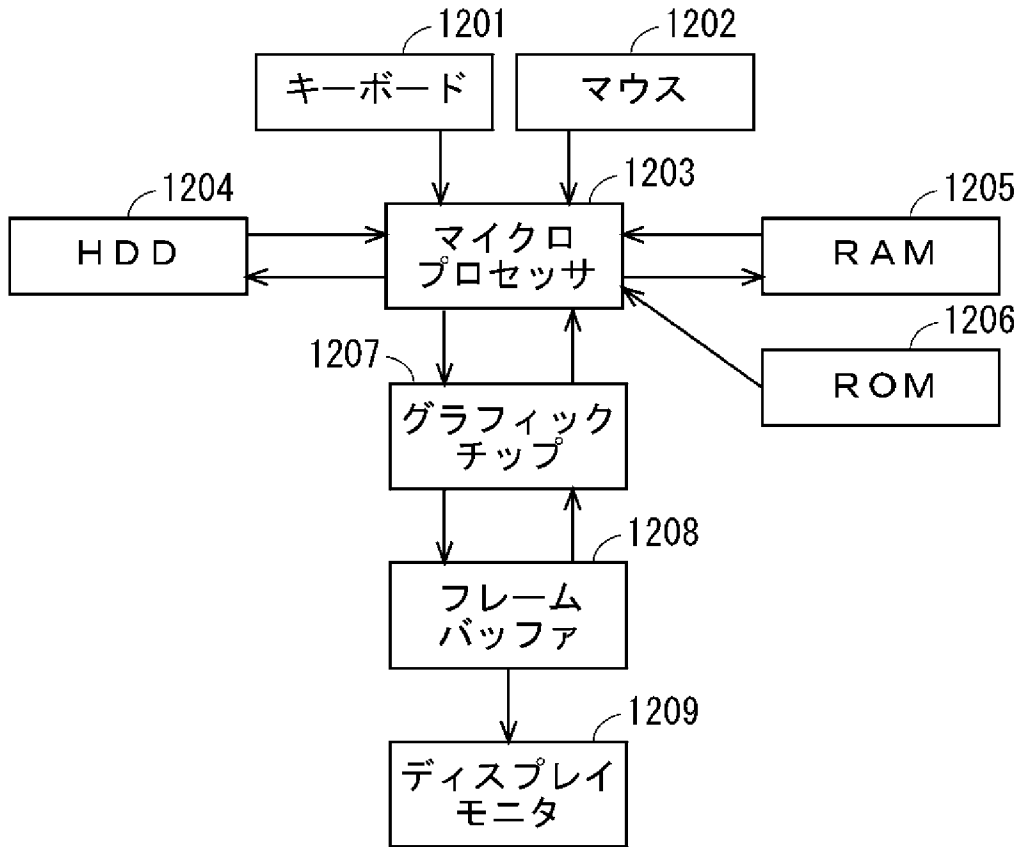 1201
キーボード
1202
マウス
1204
HDD
1203
マイクロ
プロセッサ
1205
RAM
1206
ROM
1207
グラフィック
チップ
1208
フレーム
バッファ
1209
ディスプレイ
モニタ